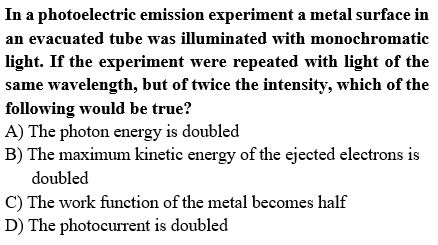 In a photoelectric emission experiment a metal surface in
an evacuated tube was illuminated with monochromatic
light. If the experiment were repeated with light of the
same wavelength, but of twice the intensity, which of the
following would be true?
A) The photon energy is doubled
B) The maximum kinetic energy of the ejected electrons is
doubled
C) The work function of the metal becomes half
D) The photocurrent is doubled